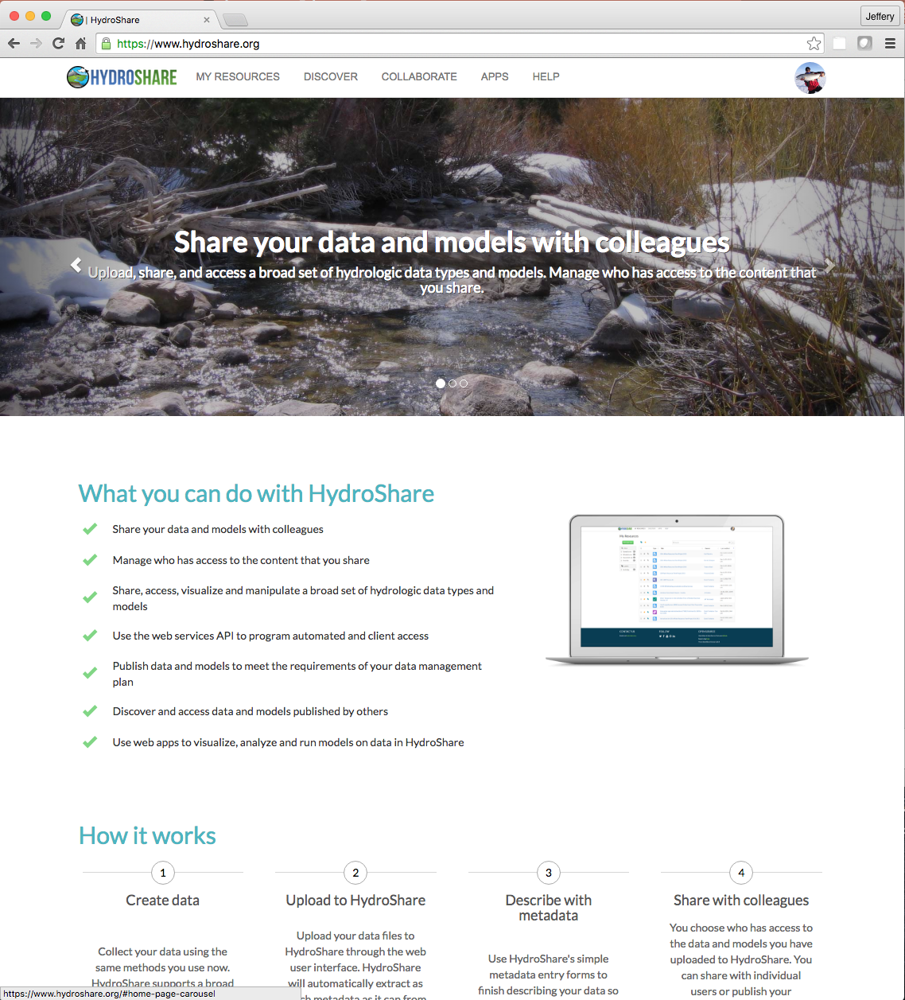 | HydroShare
Jeffery
https://www.hydroshare.org
HYDROSHARE MY RESOURCES DISCOVER COLLABORATE APPS HELP
Share your data and models with colleagues
Upload, share, and access a broad set of hydrologic data types and models. Manage who has access to the content that
you share.
What you can do with HydroShare
Share your data and models with colleagues
Manage who has access to the content that you share
Share, access, visualize and manipulate a broad set of hydrologic data types and
models
Use the web services API to program automated and client access
Publish data and models to meet the requirements of your data management
plan
Discover and access data and models published by others
Use web apps to visualize, analyze and run models on data in HydroShare
How it works
1
Create data
Collect your data using the
same methods you use now.
HydroShare supports a broad
2
Upload to HydroShare
Upload your data files to
HydroShare through the web
user interface. HydroShare
will automatically extract as
metadata as it can from
3
Describe with
metadata
Use HydroShare's simple
metadata entry forms to
finish describing your data so
4
Share with colleagues
You choose who has access to
the data and models you have
uploaded to HydroShare. You
can share with individual
users or publish your
https://www.hydroshare.org/#home-page-carousel